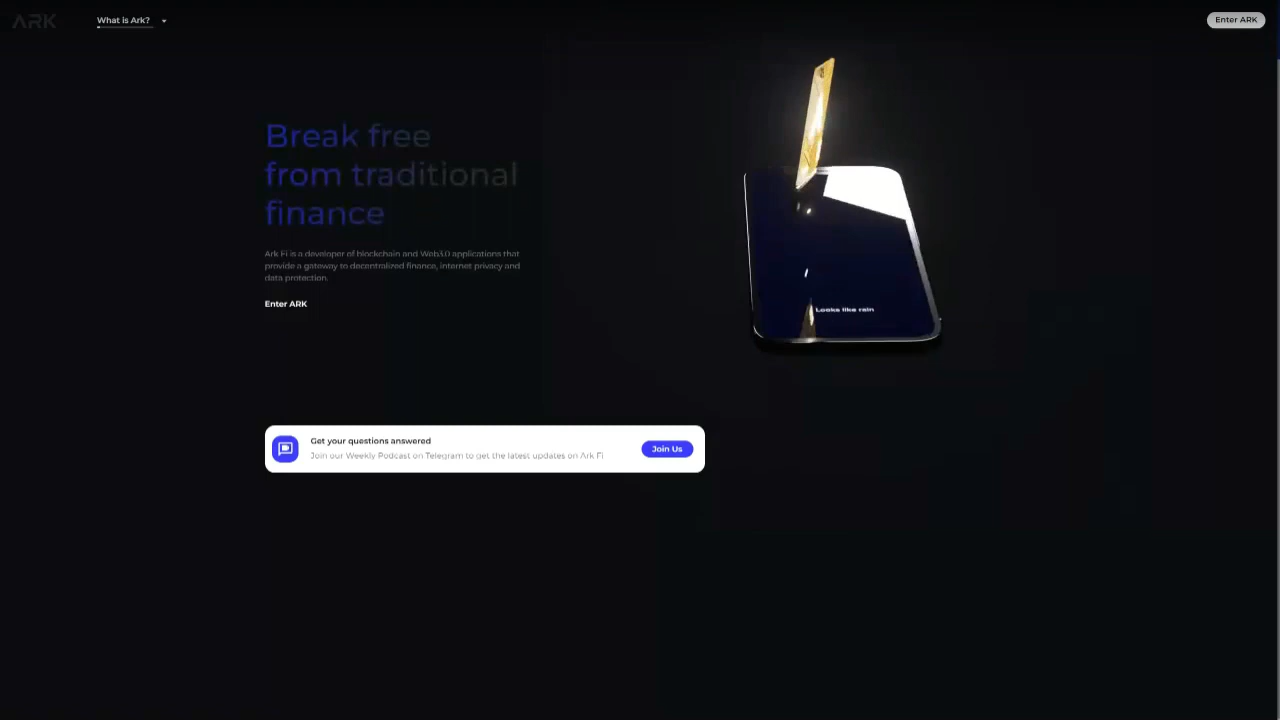 ARK
What is Ark?
Enter ARK
Break free
from traditional
finance
Ark Fi is a developer of blockchain and Web3.0 applications that
provide a gateway to decentralized finance, internet privacy and
data protection.
Enter ARK
Looks like rain
Get your questions answered
Join our Weekly Podcast on Telegram to get the latest updates on Ark Fi
Join Us